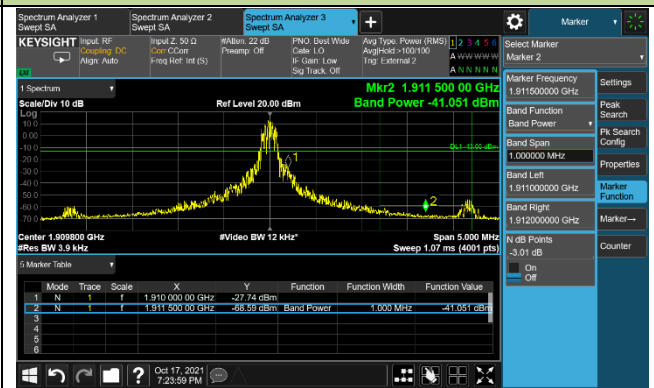 Spectrum Analyzer 1
Swept SA
Spectrum Analyzer 2
Swept SA
Spectrum Analyzer 3
Swept SA
+
Marker
KEYSIGHT
Input: RF
Coupling: DC
Align: Auto
Input Z: 50 Ω
Corr CCorr
Freq Ref: Int (S)
#Atten: 22 dB
Preamp: Off
PNO: Best Wide
Gate: LO
IF Gain: Low
Sig Track: Off
Avg Type: Power (RMS)
Avg|Hold:>100/100
Trig: External 2
1 2 3 4 5 6
A W W W W W
A N N N N N
LXI
Select Marker
Marker 2
1 Spectrum
Scale/Div 10 dB
Log
Ref Level 20.00 dBm
Mkr2 1.911 500 00 GHz
Band Power -41.051 dBm
10.0
0.00
-10.0
-20.0
-30.0
-40.0
-50.0
-60.0
-70.0
DL1 -13.00 dBm
1
2
Center 1.909800 GHz
#Res BW 3.9 kHz
#Video BW 12 kHz*
Span 5.000 MHz
Sweep 1.07 ms (4001 pts)
5 Marker Table
Mode Trace Scale X Y Function Function Width Function Value
1 N 1 f 1.910 000 00 GHz -27.74 dBm
2 N 1 f 1.911 500 00 GHz -68.59 dBm Band Power 1.000 MHz -41.051 dBm
3
4
5
6
Marker Frequency
1.911500000 GHz
Band Function
Band Power
Band Span
1.000000 MHz
Band Left
1.911000000 GHz
Band Right
1.912000000 GHz
N dB Points
-3.01 dB
On
Off
Settings
Peak
Search
Pk Search
Config
Properties
Marker
Function
Marker→
Counter
?
Oct 17, 2021
7:23:59 PM